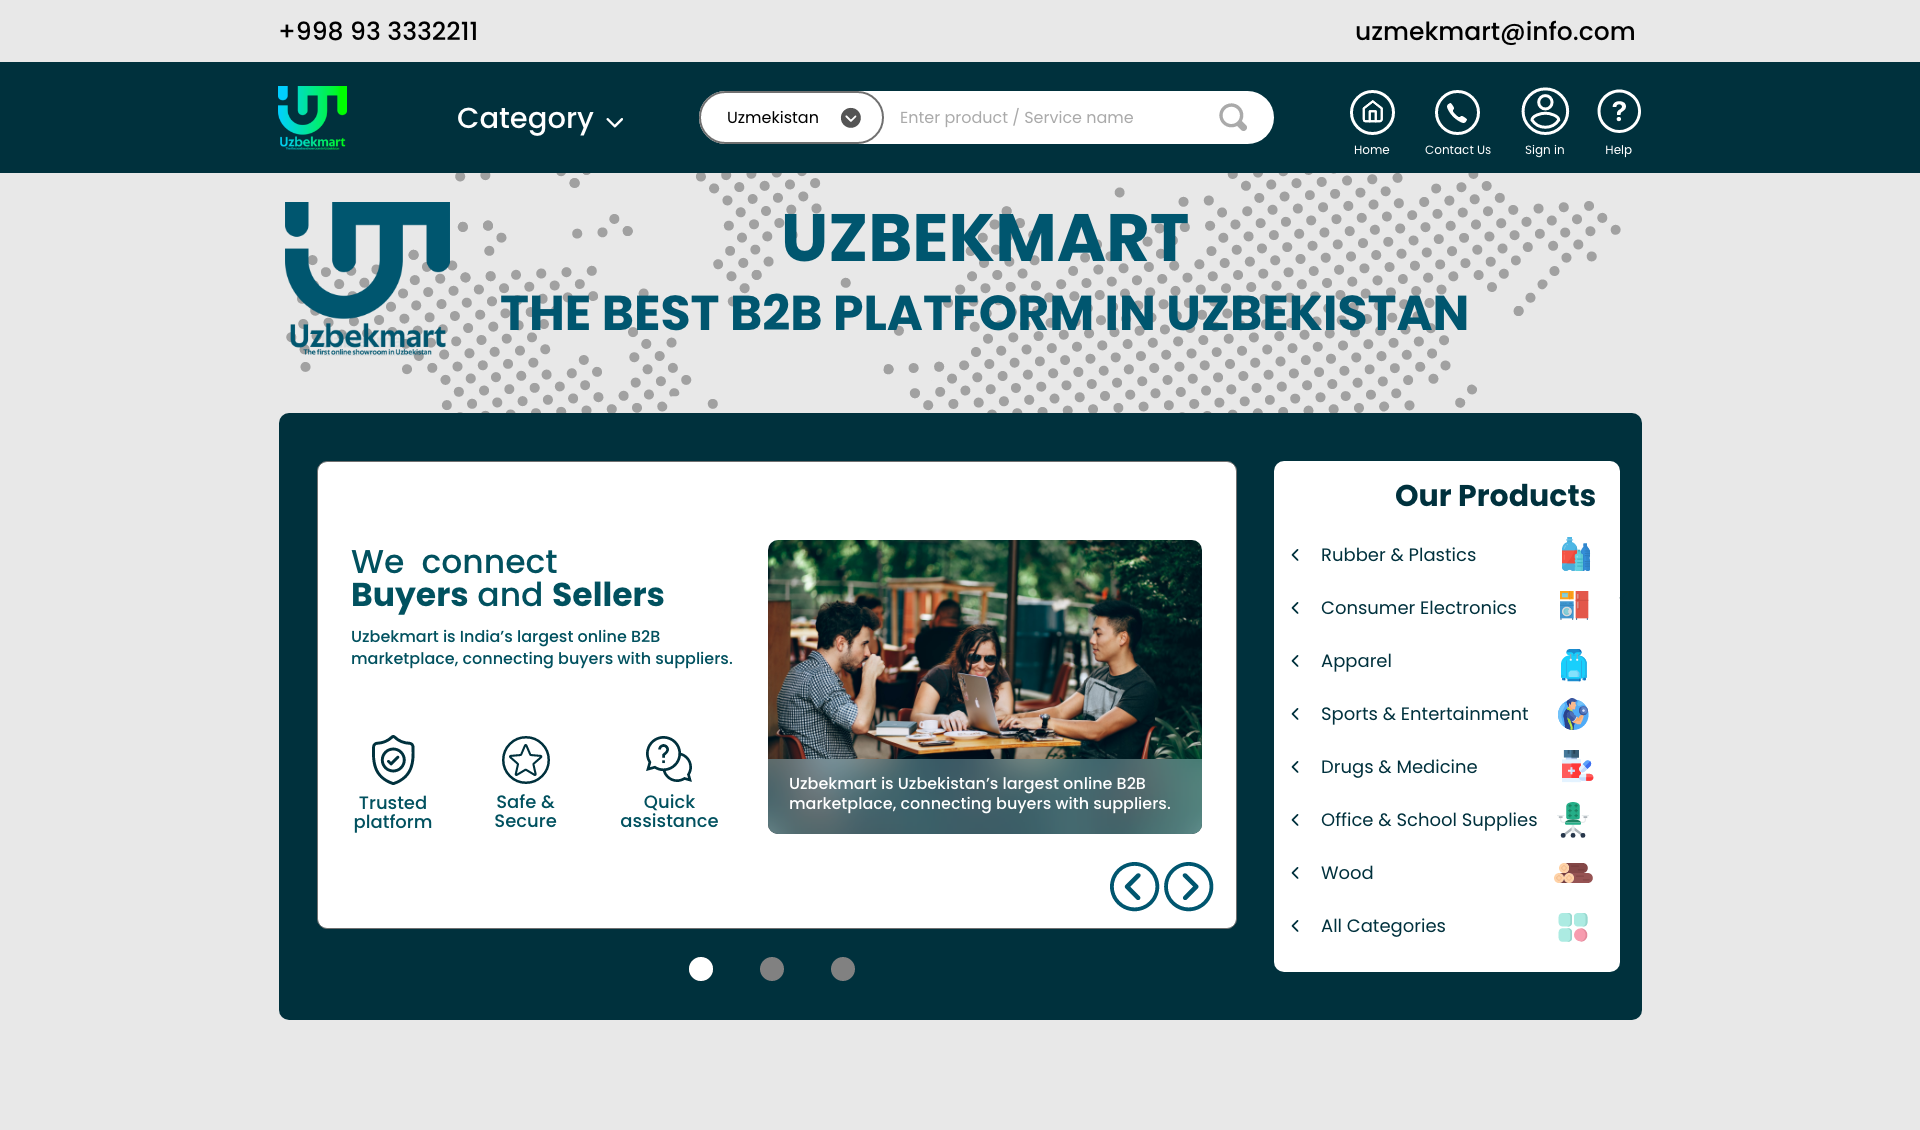 +998 93 3332211
uzmekmart@info.com
Uzbekmart
Category
Uzmekistan
Enter product / Service name
Home
Contact Us
Sign in
Help
?
Uzbekmart
The first online showroom in Uzbekistan
UZBEKMART
THE BEST B2B PLATFORM IN UZBEKISTAN
We connect
Buyers and Sellers
Uzbekmart is India’s largest online B2B
marketplace, connecting buyers with suppliers.
Trusted
platform
Safe &
Secure
?
Quick
assistance
Uzbekmart is Uzbekistan’s largest online B2B
marketplace, connecting buyers with suppliers.
Our Products
Rubber & Plastics
Consumer Electronics
Apparel
Sports & Entertainment
Drugs & Medicine
Office & School Supplies
Wood
All Categories